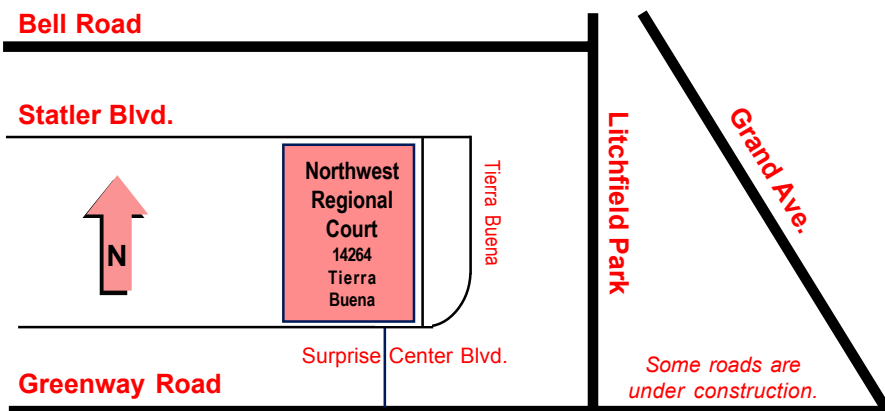 Bell Road
Statler Blvd.
Northwest
Regional
Court
14264
Tierra
Buena
Tierra Buena
Litchfield Park
Grand Ave.
N
Surprise Center Blvd.
Greenway Road
Some roads are
under construction.